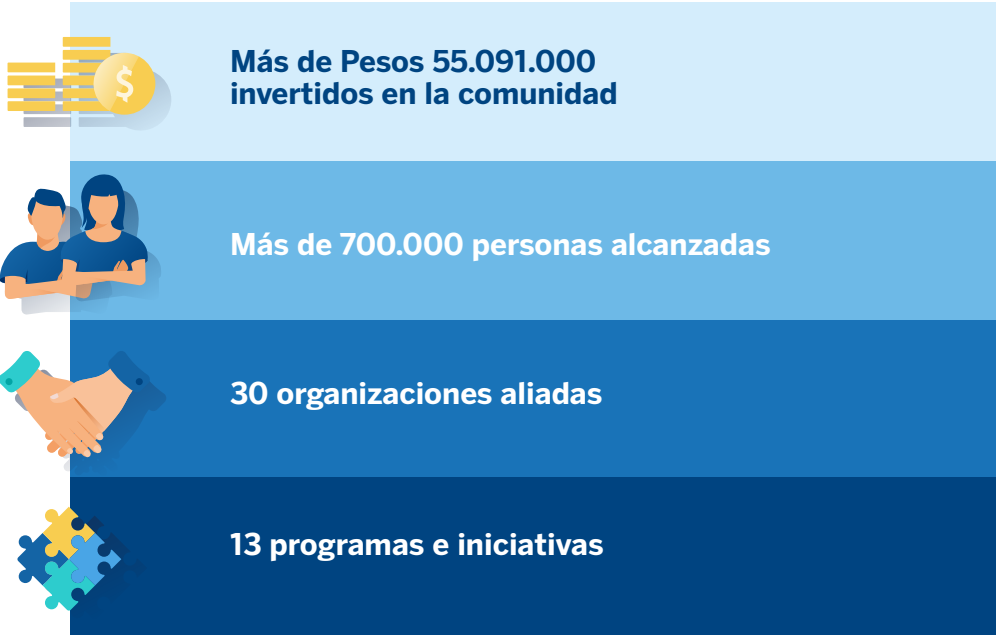 Más de Pesos 55.091.000
invertidos en la comunidad
Más de 700.000 personas alcanzadas
30 organizaciones aliadas
13 programas e iniciativas
$